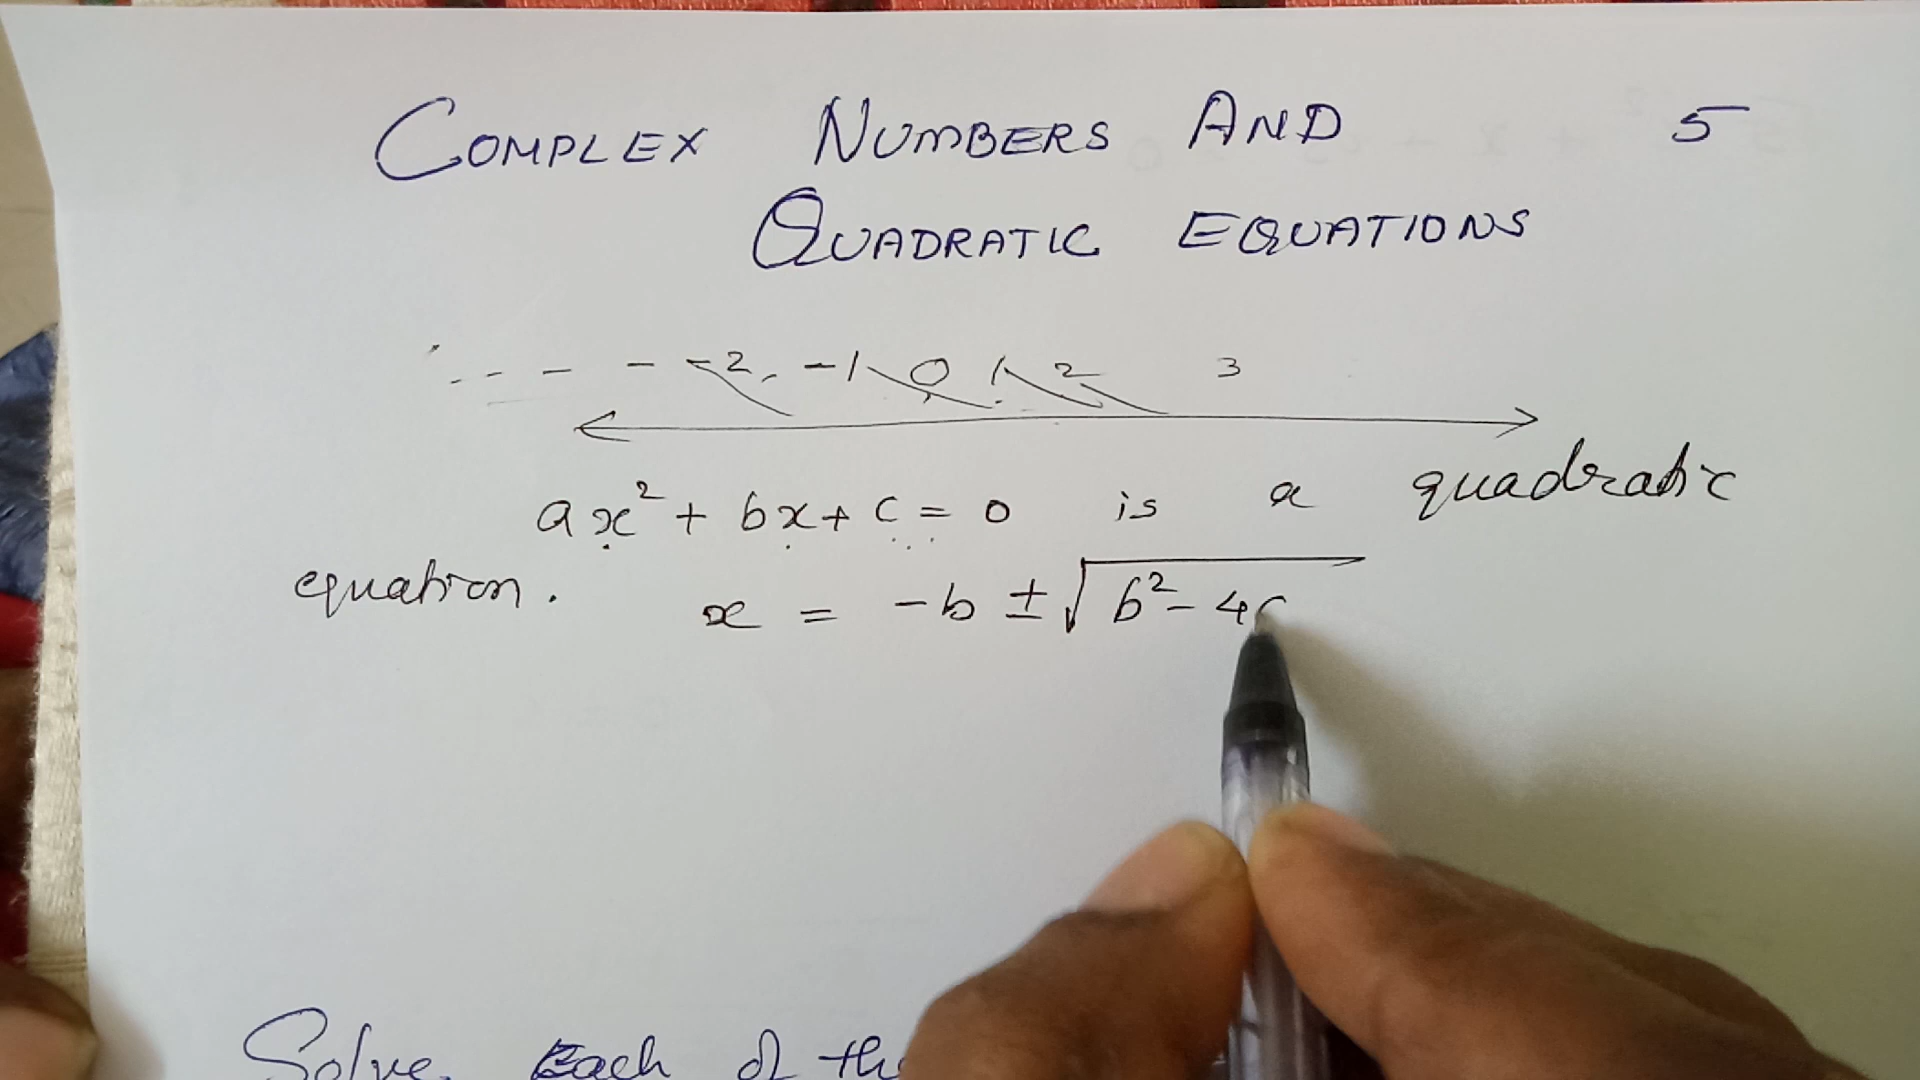 COMPLEX NUMBERS AND 5
QUADRATIC EQUATIONS
- - - - -2, -1 0 1 2 3
ax² + bx + c = 0 is a quadratic
equation. x = -b ± √b² - 4
Solve Each of the